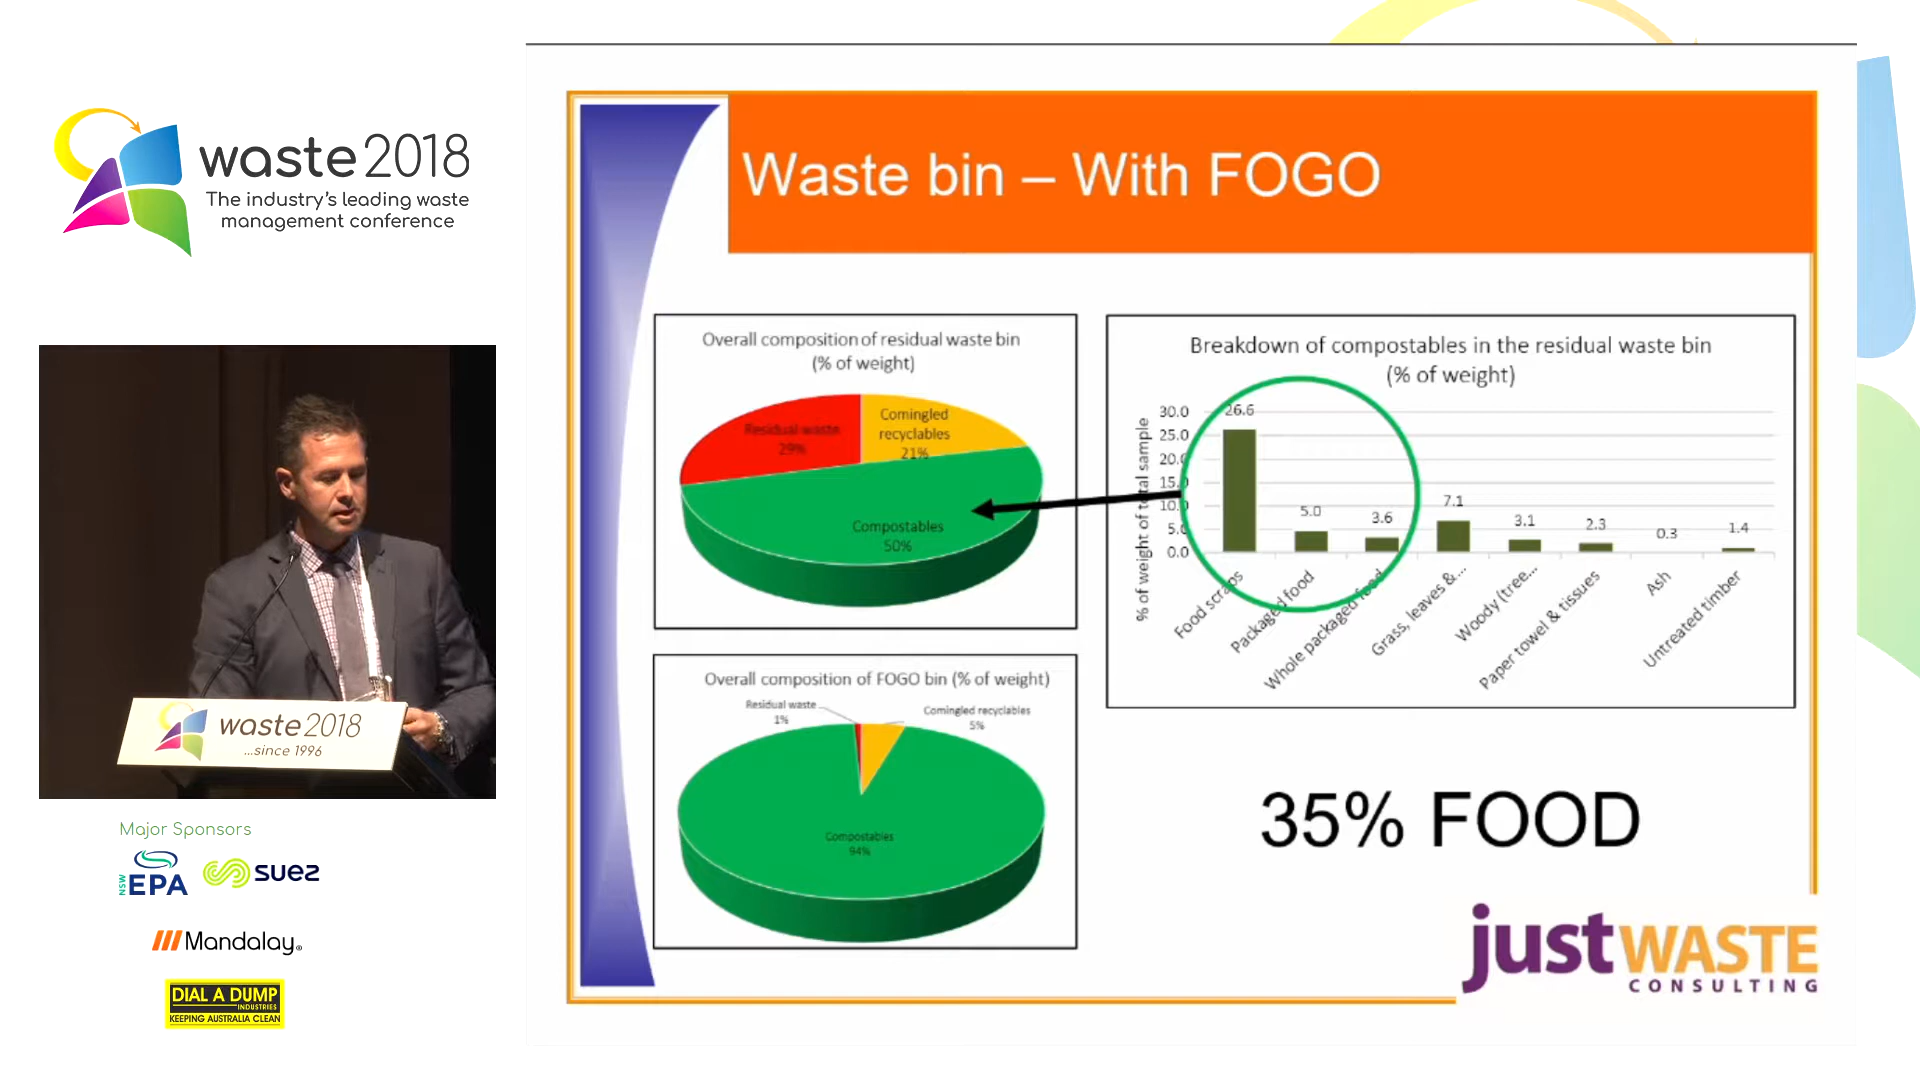 waste 2018
The industry's leading waste
management conference
waste 2018
...since 1996
Major Sponsors
NSW EPA
suez
Mandalay®
DIAL A DUMP
INDUSTRIES
KEEPING AUSTRALIA CLEAN
Waste bin – With FOGO
Overall composition of residual waste bin
(% of weight)
Residual waste
29%
Comingled
recyclables
21%
Compostables
50%
Overall composition of FOGO bin (% of weight)
Residual waste
1%
Comingled recyclables
5%
Compostables
94%
Breakdown of compostables in the residual waste bin
(% of weight)
% of weight of total sample
30.0
25.0
20.0
15.0
10.0
5.0
0.0
26.6
5.0
3.6
7.1
3.1
2.3
0.3
1.4
Food scraps
Packaged food
Whole packaged food
Grass, leaves &...
Woody (tree...
Paper towel & tissues
Ash
Untreated timber
35% FOOD
justWASTE
CONSULTING